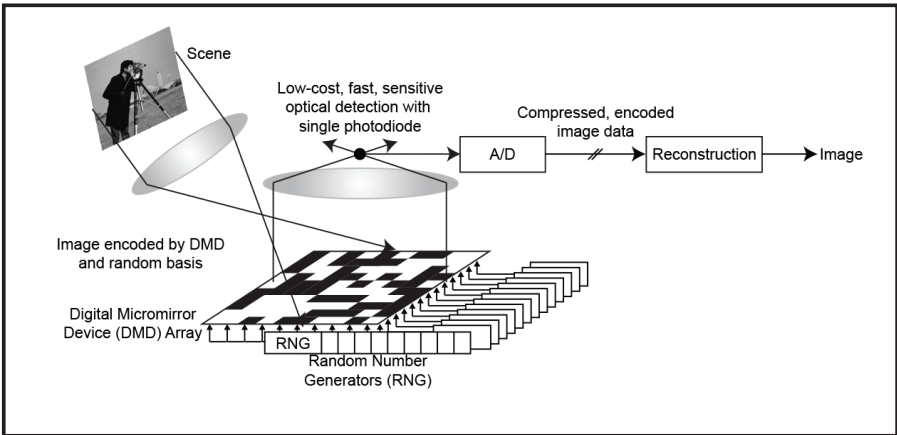 Scene
Low-cost, fast, sensitive
optical detection with
single photodiode
Compressed, encoded
image data
A/D
Reconstruction
Image
Image encoded by DMD
and random basis
Digital Micromirror
Device (DMD) Array
RNG
Random Number
Generators (RNG)